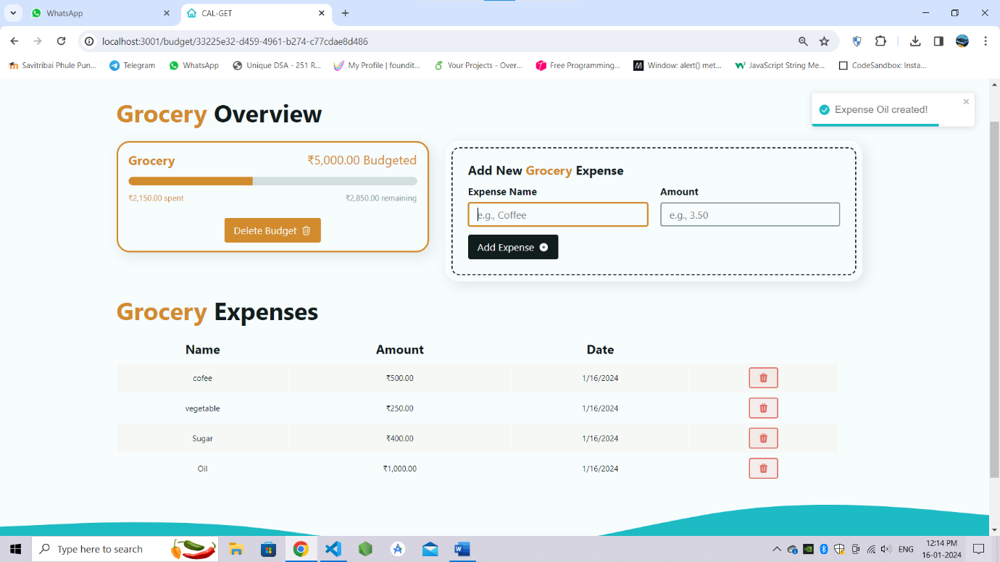 WhatsApp
CAL-GET
localhost:3001/budget/33225e32-d459-4961-b274-c77cdae8d486
Savitribai Phule Pun... Telegram WhatsApp Unique DSA - 251 R... My Profile | foundit... Your Projects - Over... Free Programming... Window: alert() met... JavaScript String Me... CodeSandbox: Insta...
Grocery Overview
Expense Oil created!
Grocery ₹5,000.00 Budgeted
₹2,150.00 spent ₹2,850.00 remaining
Delete Budget
Add New Grocery Expense
Expense Name Amount
e.g., Coffee e.g., 3.50
Add Expense
Grocery Expenses
Name Amount Date
cofee ₹500.00 1/16/2024
vegetable ₹250.00 1/16/2024
Sugar ₹400.00 1/16/2024
Oil ₹1,000.00 1/16/2024
Type here to search
ENG
12:14 PM
16-01-2024